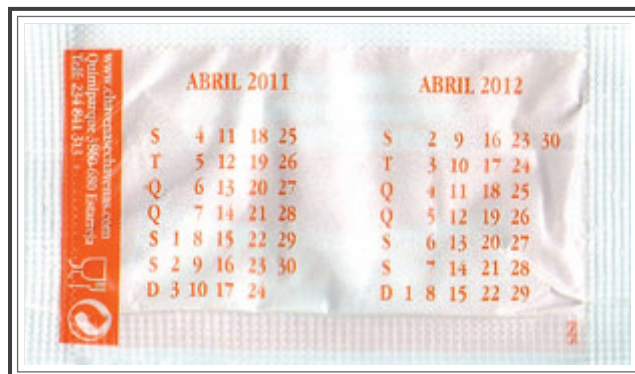 www.chavenasechavenas.com
Quimiparque 3860-680 Estarreja
Telf: 234 841 313
ABRIL 2011
S 4 11 18 25
T 5 12 19 26
Q 6 13 20 27
Q 7 14 21 28
S 1 8 15 22 29
S 2 9 16 23 30
D 3 10 17 24
ABRIL 2012
S 2 9 16 23 30
T 3 10 17 24
Q 4 11 18 25
Q 5 12 19 26
S 6 13 20 27
S 7 14 21 28
D 1 8 15 22 29